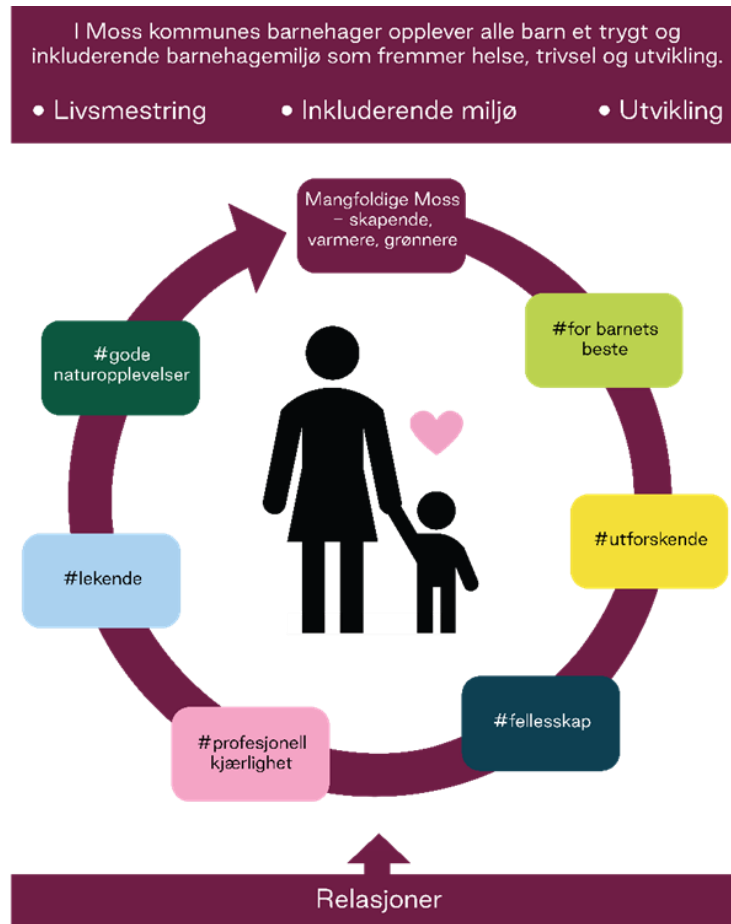 I Moss kommunes barnehager opplever alle barn et trygt og
inkluderende barnehagemiljø som fremmer helse, trivsel og utvikling.
• Livsmestring • Inkluderende miljø • Utvikling
Mangfoldige Moss
– skapende,
varmere, grønnere
#for barnets
beste
#utforskende
#fellesskap
#profesjonell
kjærlighet
#lekende
#gode
naturopplevelser
Relasjoner